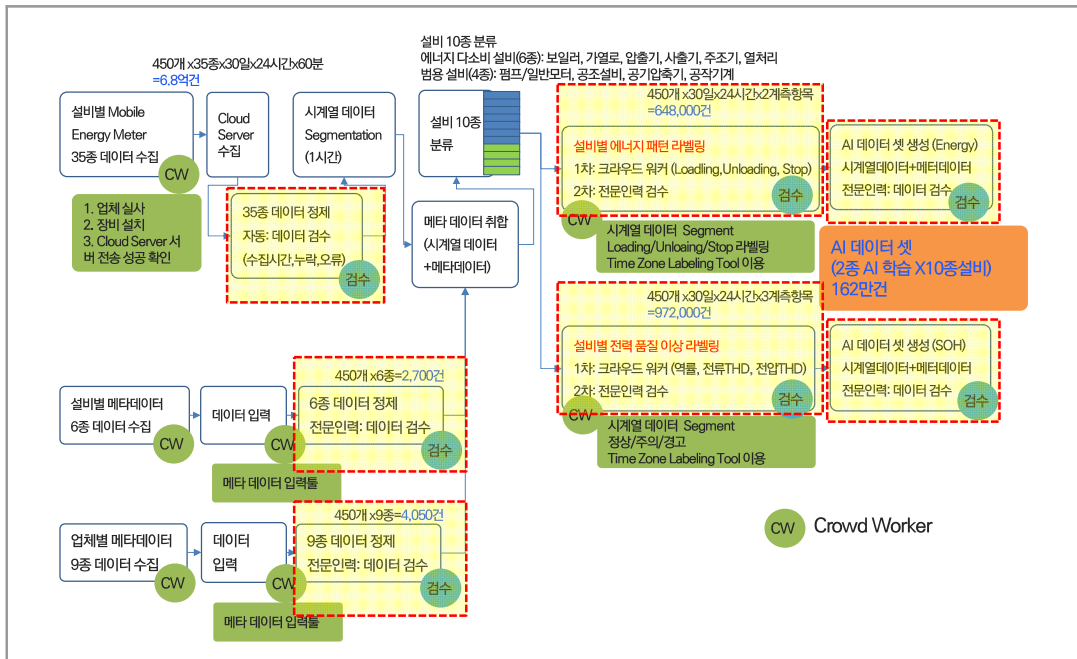 설비 10종 분류
에너지 다소비 설비(6종): 보일러, 가열로, 압출기, 사출기, 주조기, 열처리
범용 설비(4종): 펌프/일반모터, 공조설비, 공기압축기, 공작기계
450개 x35종x30일x24시간x60분
=6.8억건
설비별 Mobile
Energy Meter
35종 데이터 수집
CW
Cloud
Server
수집
시계열 데이터
Segmentation
(1시간)
설비 10종
분류
450개 x30일x24시간x2계측항목
=648,000건
설비별 에너지 패턴 라벨링
1차: 크라우드 워커 (Loadling,Unloading, Stop)
2차: 전문인력 검수
검수
CW
시계열 데이터 Segment
Loading/Unloaing/Stop 라벨링
Time Zone Labeling Tool 이용
AI 데이터 셋 생성 (Energy)
시계열데이터+메터데이터
전문인력: 데이터 검수
검수
1. 업체 실사
2. 장비 설치
3. Cloud Server 서
버 전송 성공 확인
35종 데이터 정제
자동: 데이터 검수
(수집시간,누락,오류)
검수
메타 데이터 취합
(시계열 데이터
+메타데이터)
AI 데이터 셋
(2종 AI 학습 X10종설비)
162만건
450개 x30일x24시간x3계측항목
=972,000건
설비별 전력 품질 이상 라벨링
1차: 크라우드 워커 (역률, 전류THD, 전압THD)
2차: 전문인력 검수
검수
CW
시계열 데이터 Segment
정상/주의/경고
Time Zone Labeling Tool 이용
AI 데이터 셋 생성 (SOH)
시계열데이터+메터데이터
전문인력: 데이터 검수
검수
설비별 메타데이터
6종 데이터 수집
CW
데이터 입력
CW
메타 데이터 입력툴
450개 x6종=2,700건
6종 데이터 정제
전문인력: 데이터 검수
검수
업체별 메타데이터
9종 데이터 수집
CW
데이터
입력
CW
메타 데이터 입력툴
450개 x9종=4,050건
9종 데이터 정제
전문인력: 데이터 검수
검수
CW
Crowd Worker